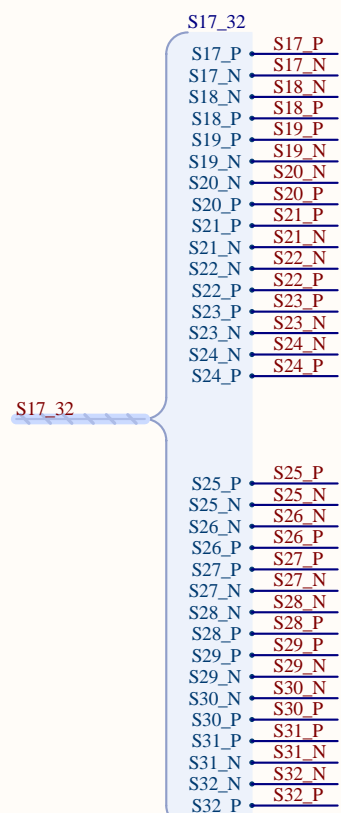 S17_32
S17_P S17_P
S17_N S17_N
S18_N S18_N
S18_P S18_P
S19_P S19_P
S19_N S19_N
S20_N S20_N
S20_P S20_P
S21_P S21_P
S21_N S21_N
S22_N S22_N
S22_P S22_P
S23_P S23_P
S23_N S23_N
S24_N S24_N
S24_P S24_P
S17_32
S25_P S25_P
S25_N S25_N
S26_N S26_N
S26_P S26_P
S27_P S27_P
S27_N S27_N
S28_N S28_N
S28_P S28_P
S29_P S29_P
S29_N S29_N
S30_N S30_N
S30_P S30_P
S31_P S31_P
S31_N S31_N
S32_N S32_N
S32_P S32_P